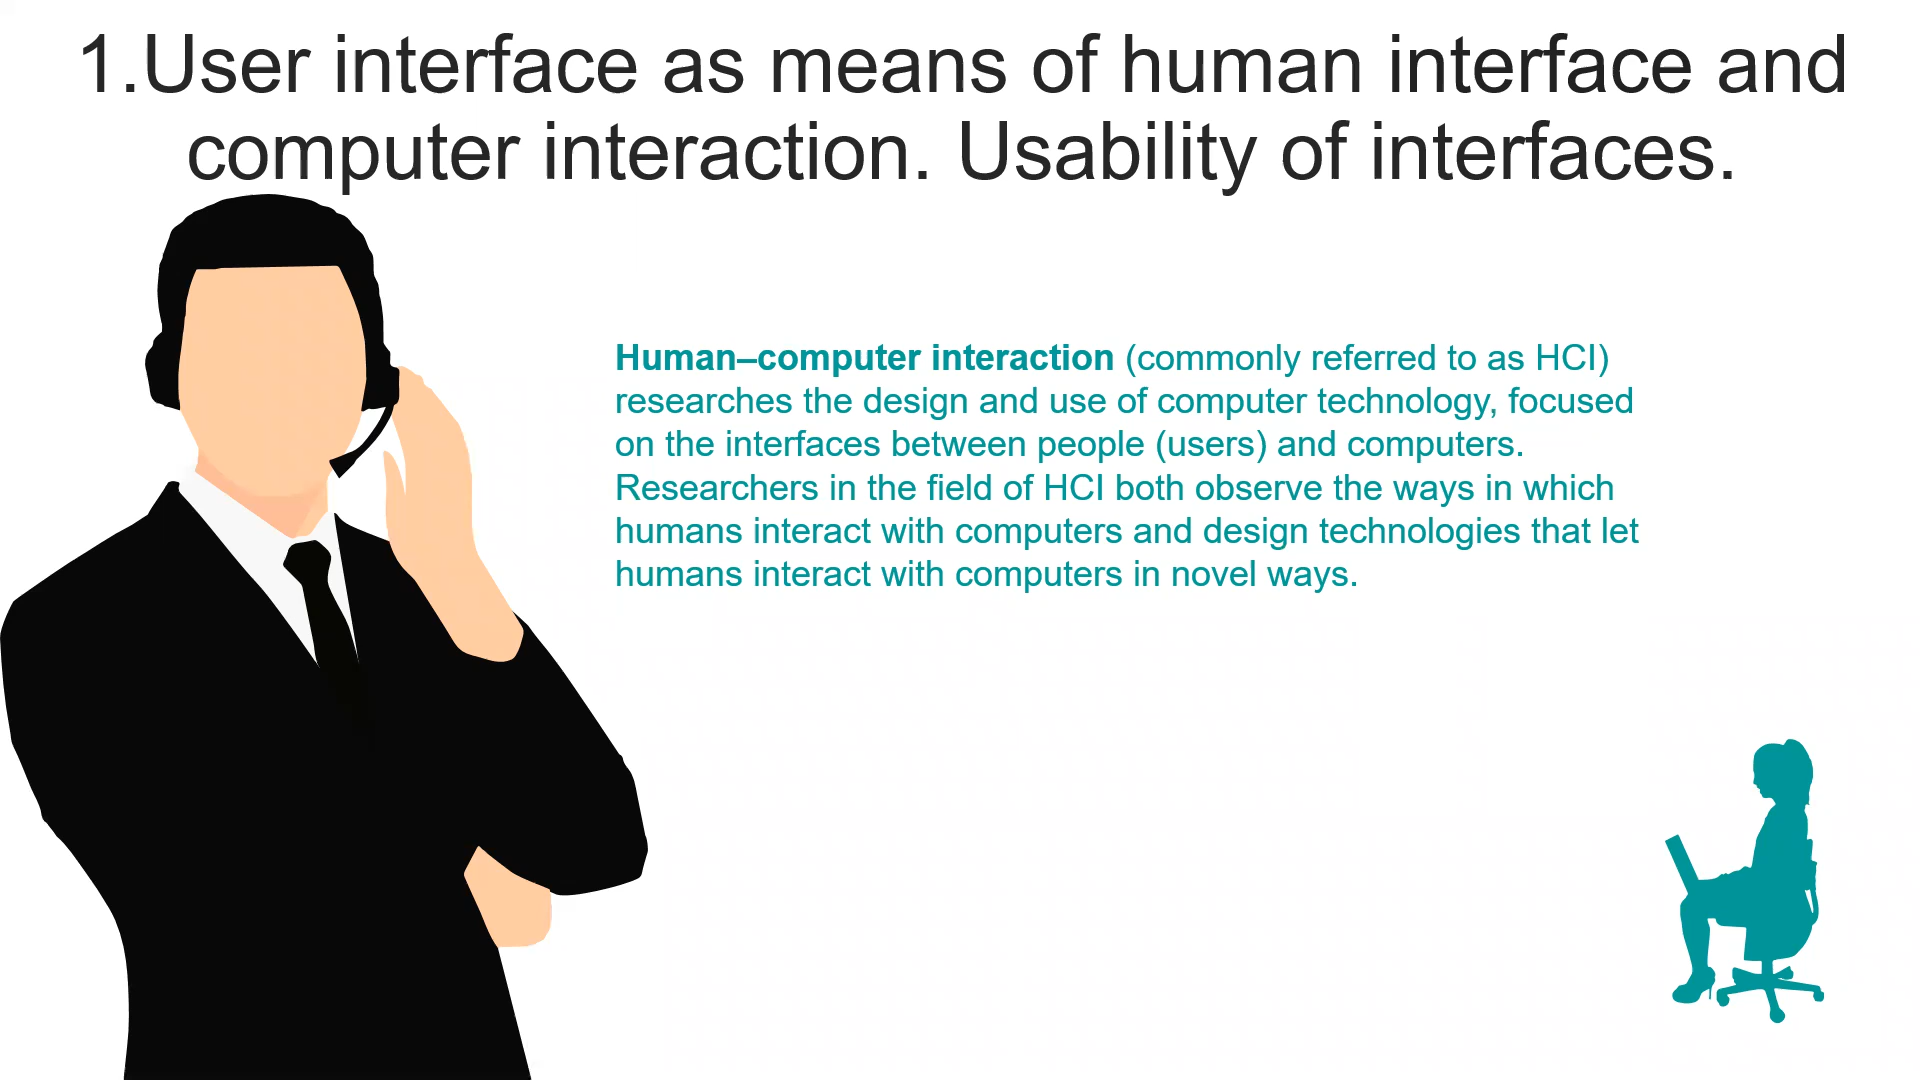 1.User interface as means of human interface and
computer interaction. Usability of interfaces.
Human–computer interaction (commonly referred to as HCI)
researches the design and use of computer technology, focused
on the interfaces between people (users) and computers.
Researchers in the field of HCI both observe the ways in which
humans interact with computers and design technologies that let
humans interact with computers in novel ways.